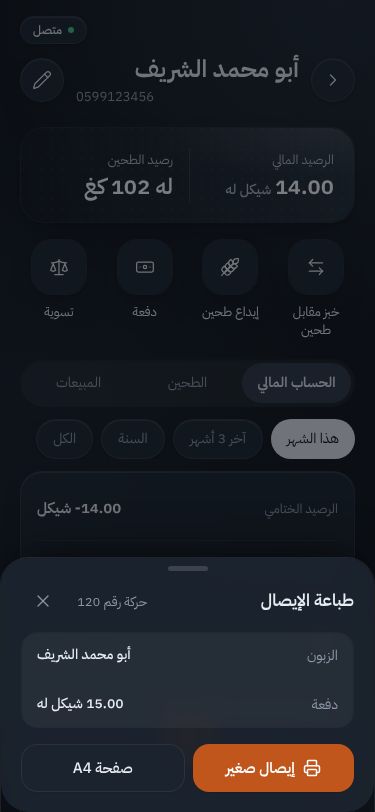 متصل
أبو محمد الشريف
0599123456
الرصيد المالي
رصيد الطحين
14.00 شيكل له
له 102 كغ
خبز مقابل طحين
إيداع طحين
دفعة
تسوية
الحساب المالي
الطحين
المبيعات
هذا الشهر
آخر 3 أشهر
السنة
الكل
الرصيد الختامي
-14.00 شيكل
طباعة الإيصال
حركة رقم 120
الزبون
أبو محمد الشريف
دفعة
15.00 شيكل له
إيصال صغير
صفحة A4